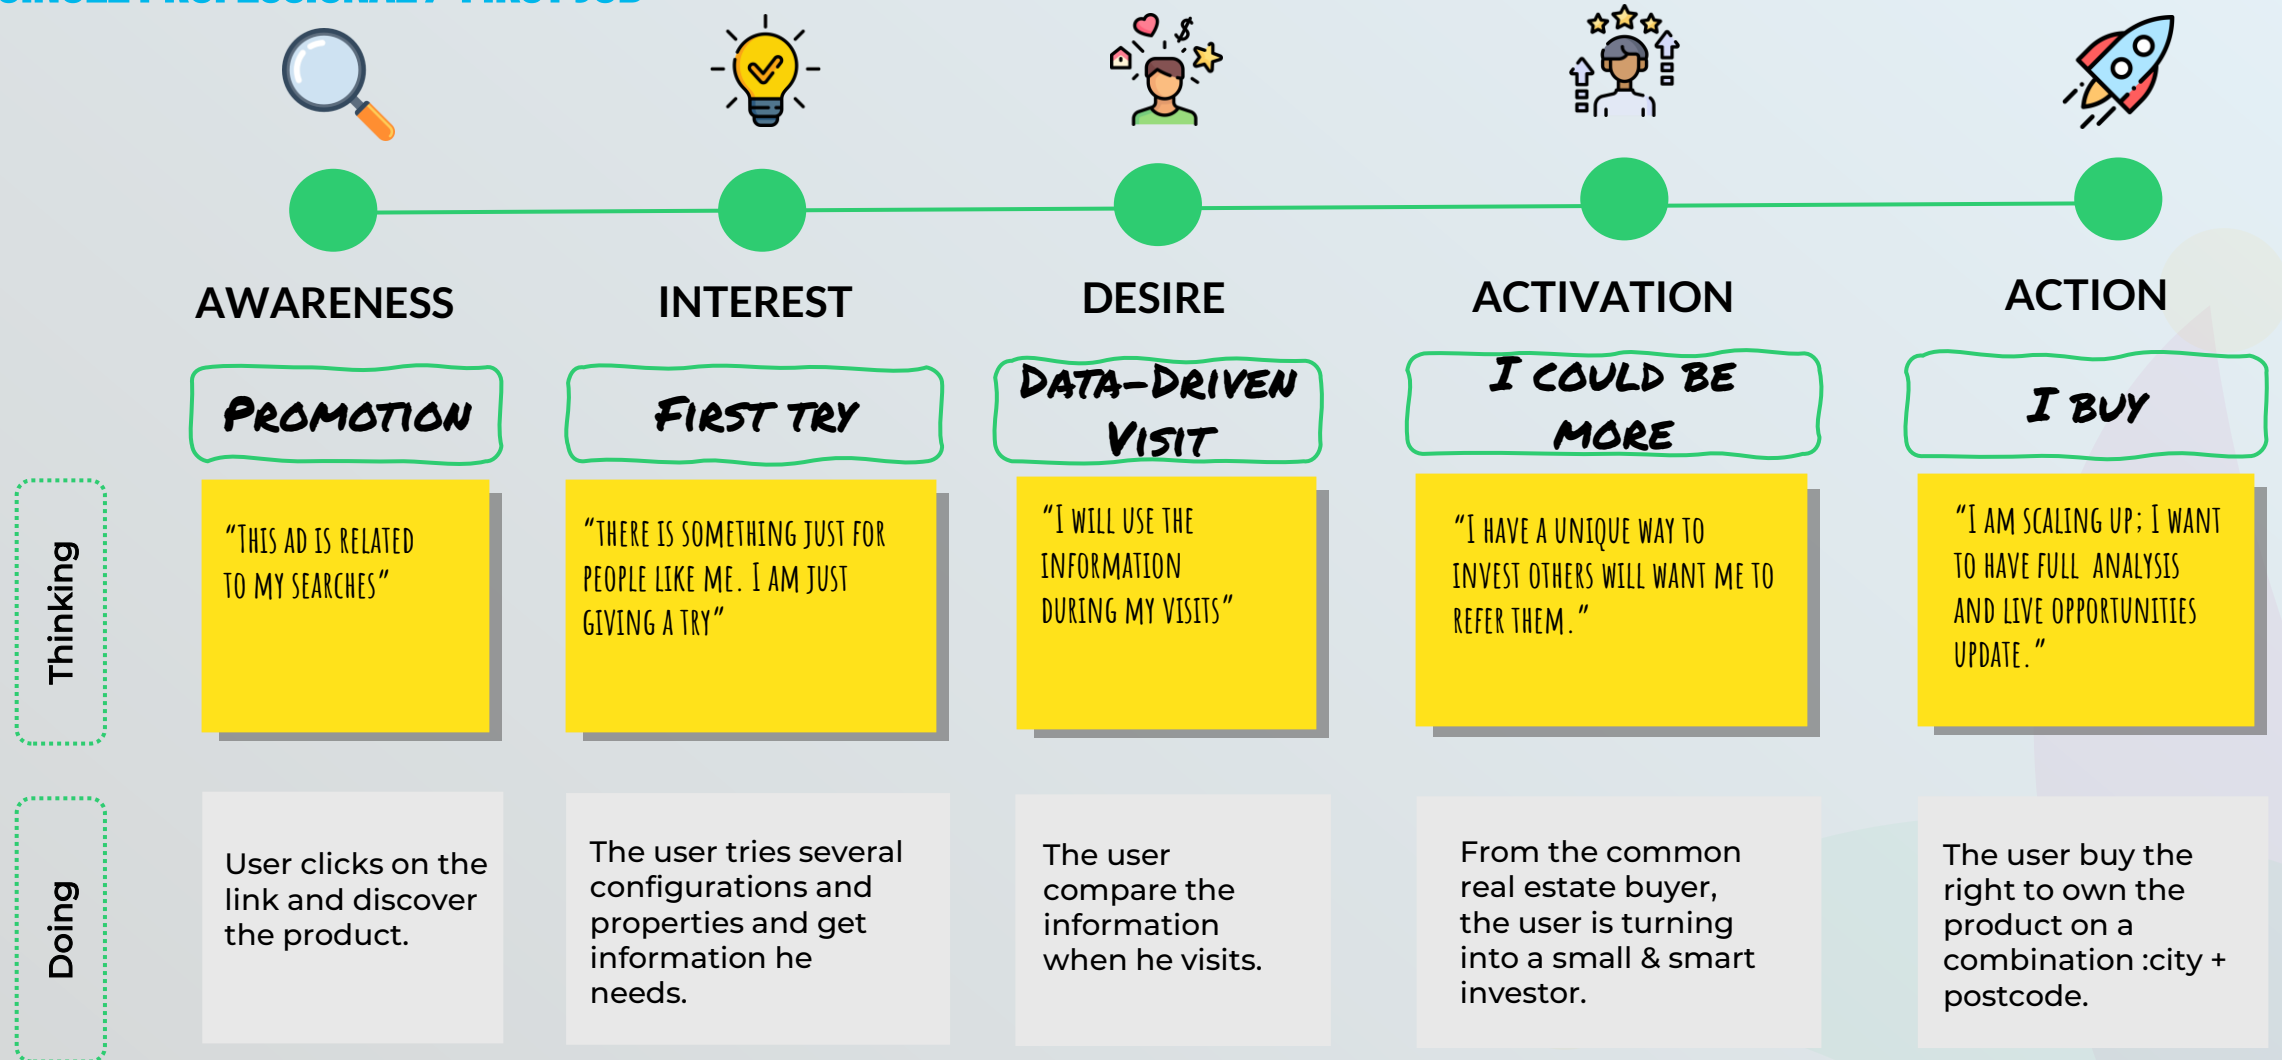 SINGLE PROFESSIONAL / FIRST JOB
AWARENESS
INTEREST
DESIRE
ACTIVATION
ACTION
Promotion
First try
Data-Driven
Visit
I could be
more
I buy
Thinking
"This ad is related
to my searches"
"there is something just for
people like me. I am just
giving a try"
"I will use the
information
during my visits"
"I have a unique way to
invest others will want me to
refer them."
"I am scaling up; I want
to have full analysis
and live opportunities
update."
Doing
User clicks on the
link and discover
the product.
The user tries several
configurations and
properties and get
information he
needs.
The user
compare the
information
when he visits.
From the common
real estate buyer,
the user is turning
into a small & smart
investor.
The user buy the
right to own the
product on a
combination :city +
postcode.